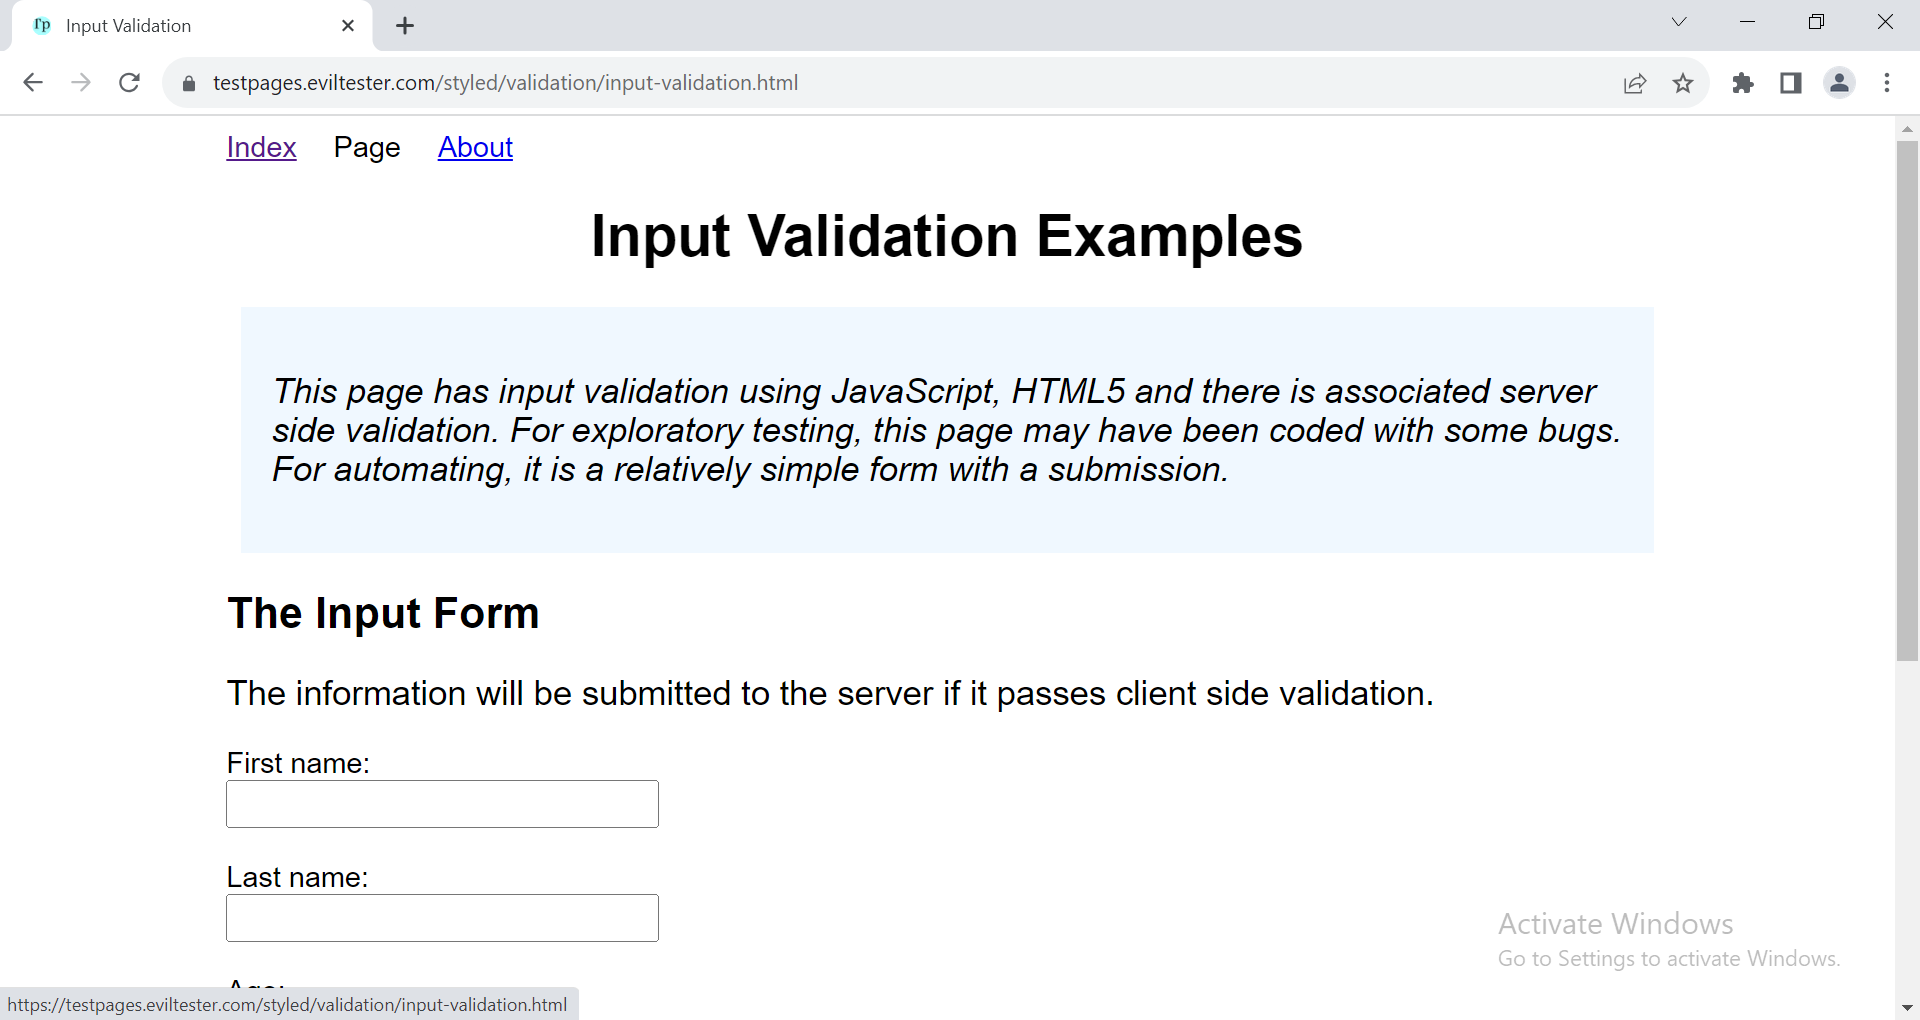 Input Validation
testpages.eviltester.com/styled/validation/input-validation.html
Index Page About
Input Validation Examples
This page has input validation using JavaScript, HTML5 and there is associated server
side validation. For exploratory testing, this page may have been coded with some bugs.
For automating, it is a relatively simple form with a submission.
The Input Form
The information will be submitted to the server if it passes client side validation.
First name:
Last name:
Age:
Activate Windows
Go to Settings to activate Windows.
https://testpages.eviltester.com/styled/validation/input-validation.html